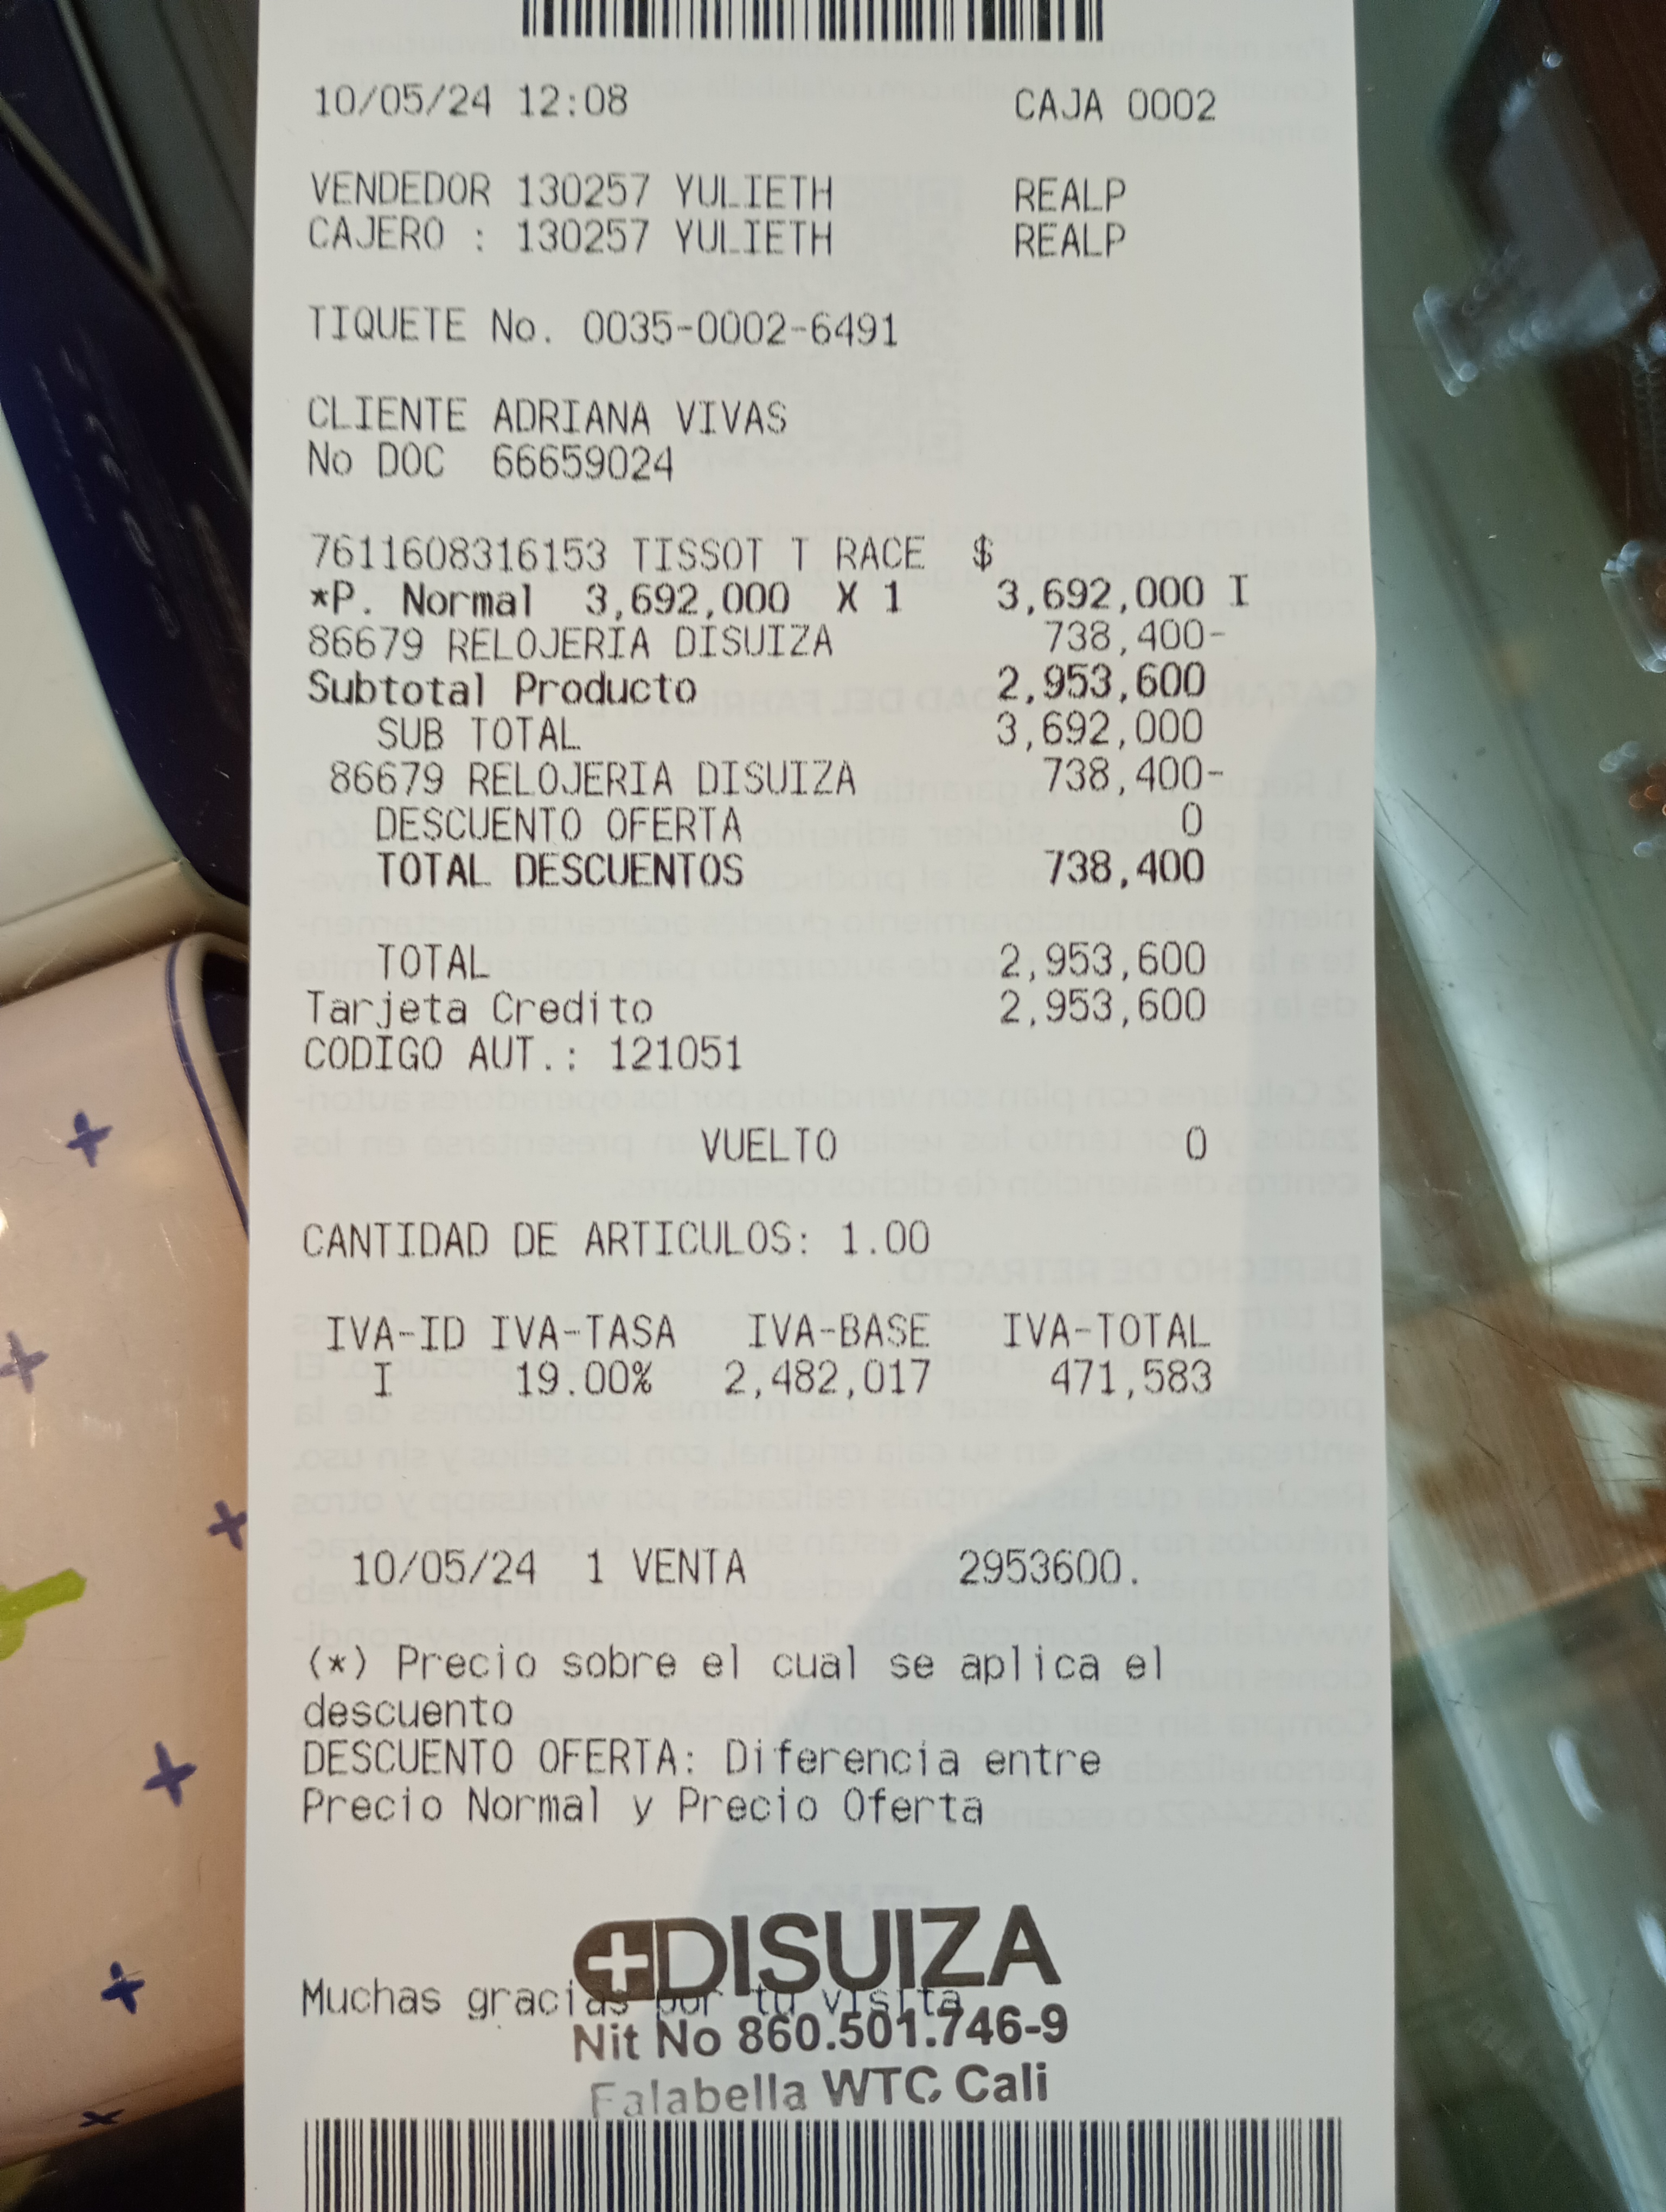 10/05/24 12:08 CAJA 0002
VENDEDOR 130257 YULIETH REALP
CAJERO : 130257 YULIETH REALP
TIQUETE No. 0035-0002-6491
CLIENTE ADRIANA VIVAS
No DOC 66659024
7611608316153 TISSOT T RACE $
*P. Normal 3,692,000 X 1 3,692,000 I
86679 RELOJERIA DISUIZA 738,400-
Subtotal Producto 2,953,600
SUB TOTAL 3,692,000
86679 RELOJERIA DISUIZA 738,400-
DESCUENTO OFERTA 0
TOTAL DESCUENTOS 738,400
TOTAL 2,953,600
Tarjeta Credito 2,953,600
CODIGO AUT.: 121051
VUELTO 0
CANTIDAD DE ARTICULOS: 1.00
IVA-ID IVA-TASA IVA-BASE IVA-TOTAL
I 19.00% 2,482,017 471,583
10/05/24 1 VENTA 2953600.
(*) Precio sobre el cual se aplica el
descuento
DESCUENTO OFERTA: Diferencia entre
Precio Normal y Precio Oferta
DISUIZA
Muchas gracias por tu visita
Nit No 860.501.746-9
Falabella WTC Cali